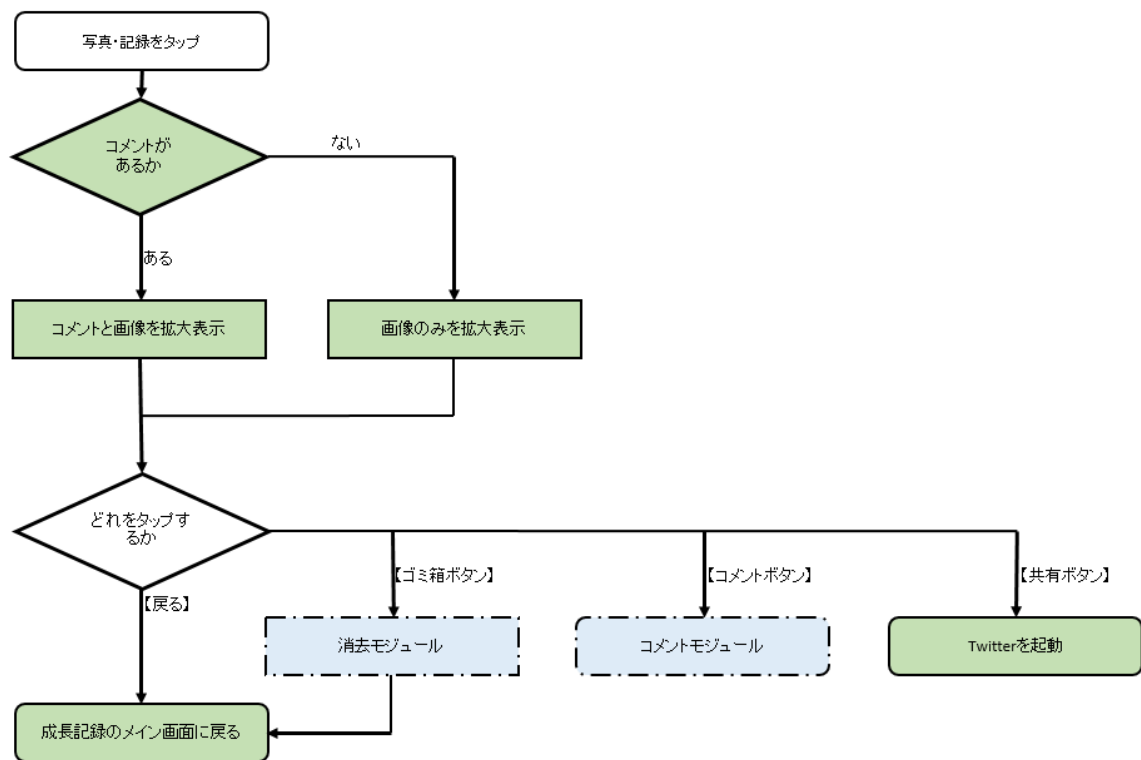 写真・記録をタップ
コメントが
あるか
ない
ある
コメントと画像を拡大表示
画像のみを拡大表示
どれをタップす
るか
【ゴミ箱ボタン】
【コメントボタン】
【共有ボタン】
【戻る】
消去モジュール
コメントモジュール
Twitterを起動
成長記録のメイン画面に戻る